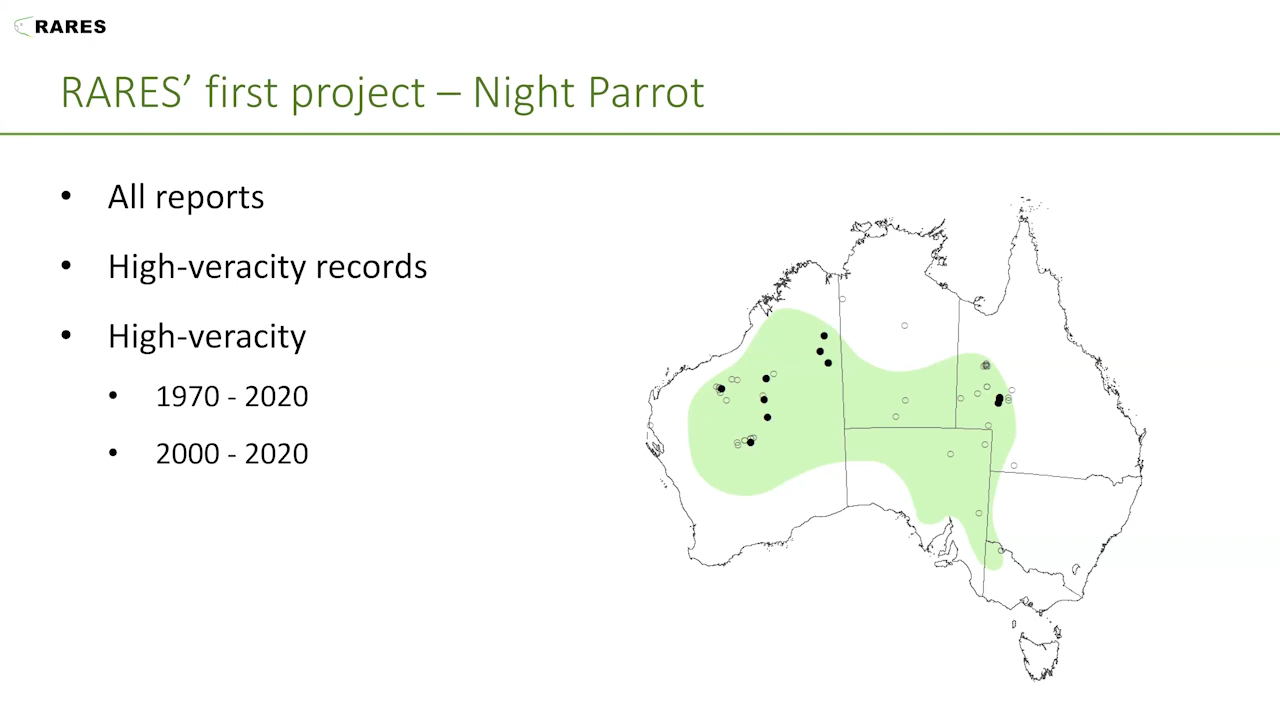 RARES
RARES’ first project – Night Parrot
• All reports
• High-veracity records
• High-veracity
• 1970 - 2020
• 2000 - 2020